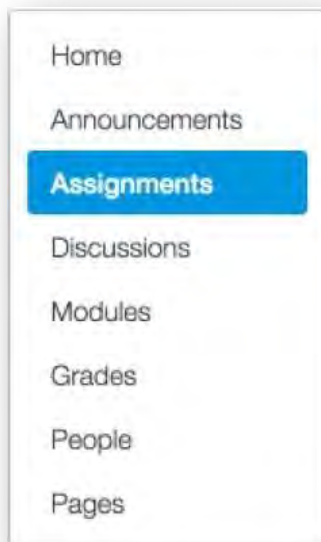 Home
Announcements
Assignments
Discussions
Modules
Grades
People
Pages